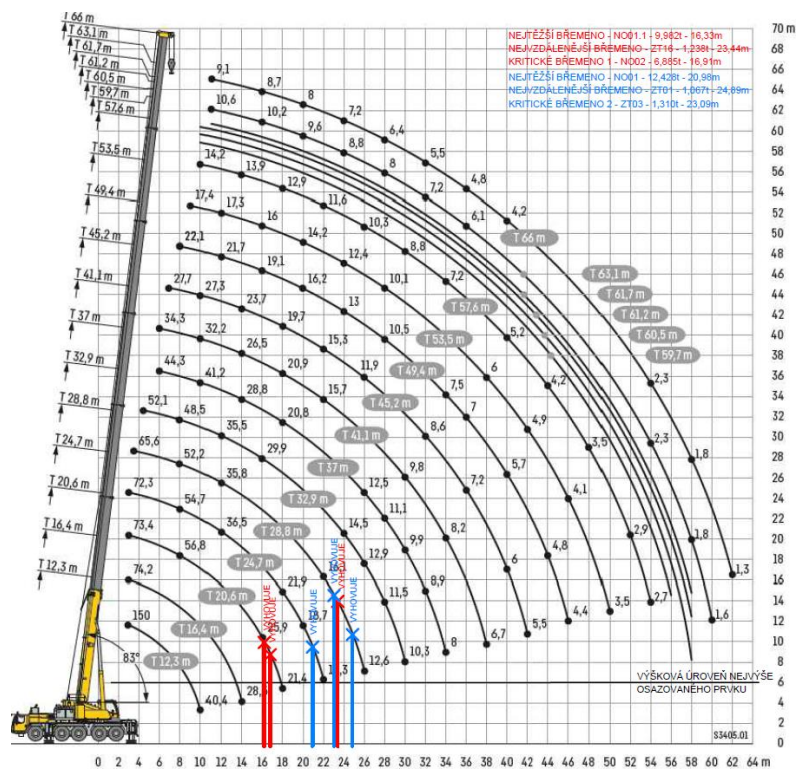 T 66 m
T 63,1 m
T 61,7 m
T 61,2 m
T 60,5 m
T 59,7 m
T 57,6 m
T 53,5 m
T 49,4 m
T 45,2 m
T 41,1 m
T 37 m
T 32,9 m
T 28,8 m
T 24,7 m
T 20,6 m
T 16,4 m
T 12,3 m
83°
NEJTĚŽŠÍ BŘEMENO - NO01.1 - 9,982t - 16,33m
NEJVZDÁLENĚJŠÍ BŘEMENO - ZT16 - 1,238t - 23,44m
KRITICKÉ BŘEMENO 1 - NO02 - 6,885t - 16,91m
NEJTĚŽŠÍ BŘEMENO - NO01 - 12,428t - 20,98m
NEJVZDÁLENĚJŠÍ BŘEMENO - ZT01 - 1,067t - 24,89m
KRITICKÉ BŘEMENO 2 - ZT03 - 1,310t - 23,09m
9,1 8,7 8 7,2 6,4 5,5 4,8 4,2 2,3 1,8 1,3
10,6 10,2 9,6 8,8 8 7,2 6,1 2,3 1,8 1,6
14,2 13,9 12,9 11,6 10,3 8,8 7,2 5,2 4,2 3,5 2,9 2,7
17,4 17,3 16 14,2 12,4 10,1 6 4,9 4,1 3,5
22,1 21,7 19,1 16,2 13 10,5 7,5 7 5,7 4,8 4,4
27,7 27,3 23,7 19,7 15,3 11,9 8,6 7,2 6 5,5
34,3 32,2 26,5 20,9 15,7 9,8 8,2 6,7
44,3 41,2 28,8 20,8 12,5 11,1 9,9 8,9 8
52,1 48,5 35,5 29,9 14,5 12,9 11,5 10,3
65,6 52,2 35,8 12,6
72,3 54,7 36,5 21,9 18,7
73,4 56,8 25,9 21,4
74,2
150 40,4
T 66 m
T 63,1 m
T 61,7 m
T 61,2 m
T 60,5 m
T 59,7 m
T 57,6 m
T 53,5 m
T 49,4 m
T 45,2 m
T 41,1 m
T 37 m
T 32,9 m
T 28,8 m
T 24,7 m
T 20,6 m
T 16,4 m
T 12,3 m
VYHOVUJE
VYHOVUJE
VYHOVUJE
VYHOVUJE
VYHOVUJE
VYHOVUJE
VÝŠKOVÁ ÚROVEŇ NEJVÝŠE
OSAZOVANÉHO PRVKU
S3405.01
70 m
68
66
64
62
60
58
56
54
52
50
48
46
44
42
40
38
36
34
32
30
28
26
24
22
20
18
16
14
12
10
8
6
4
2
0
0 2 4 6 8 10 12 14 16 18 20 22 24 26 28 30 32 34 36 38 40 42 44 46 48 50 52 54 56 58 60 62 64 m